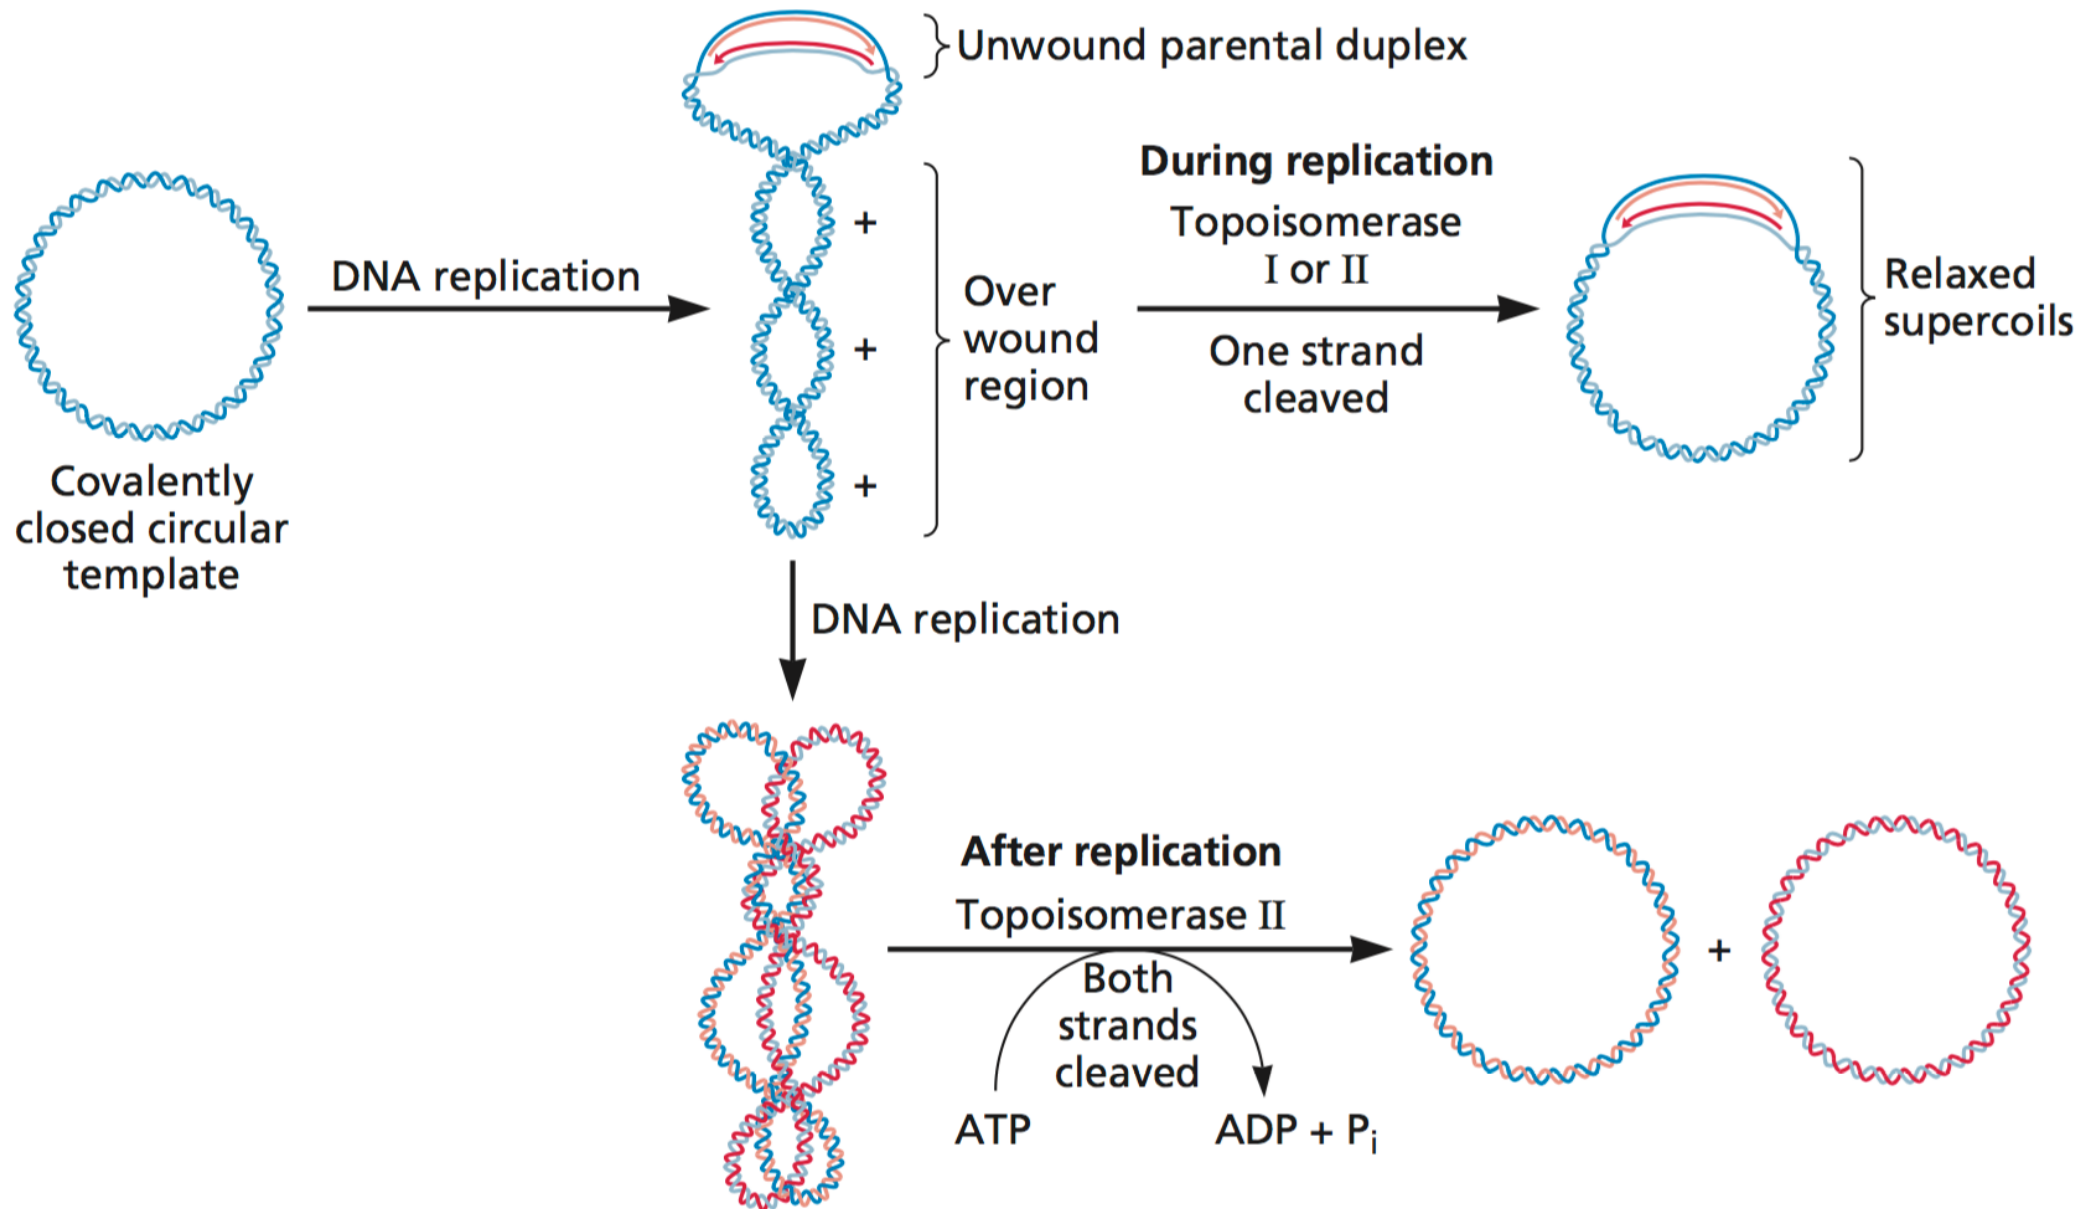 Unwound parental duplex
DNA replication
Covalently
closed circular
template
+
+
+
Over
wound
region
During replication
Topoisomerase
I or II
One strand
cleaved
Relaxed
supercoils
DNA replication
After replication
Topoisomerase II
Both
strands
cleaved
ATP
ADP + Pi
+